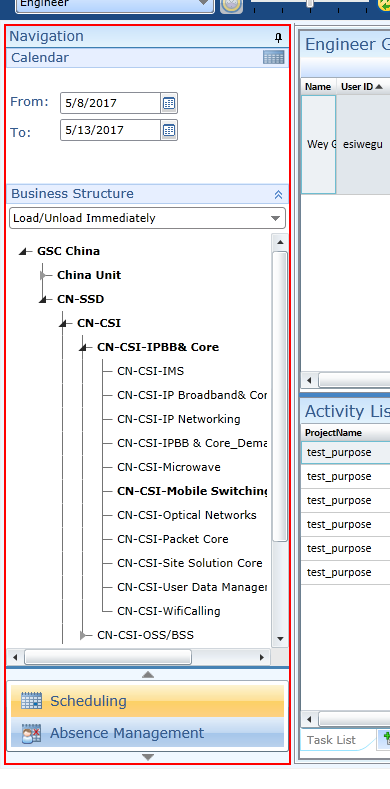 Engineer
Navigation
Calendar
From: 5/8/2017
To: 5/13/2017
Business Structure
Load/Unload Immediately
GSC China
China Unit
CN-SSD
CN-CSI
CN-CSI-IPBB& Core
CN-CSI-IMS
CN-CSI-IP Broadband& Cor
CN-CSI-IP Networking
CN-CSI-IPBB & Core_Dema
CN-CSI-Microwave
CN-CSI-Mobile Switching
CN-CSI-Optical Networks
CN-CSI-Packet Core
CN-CSI-Site Solution Core
CN-CSI-User Data Manager
CN-CSI-WifiCalling
CN-CSI-OSS/BSS
Scheduling
Absence Management
Engineer G
Name User ID
Wey G esiwegu
Activity Lis
ProjectName
test_purpose
test_purpose
test_purpose
test_purpose
test_purpose
test_purpose
Task List